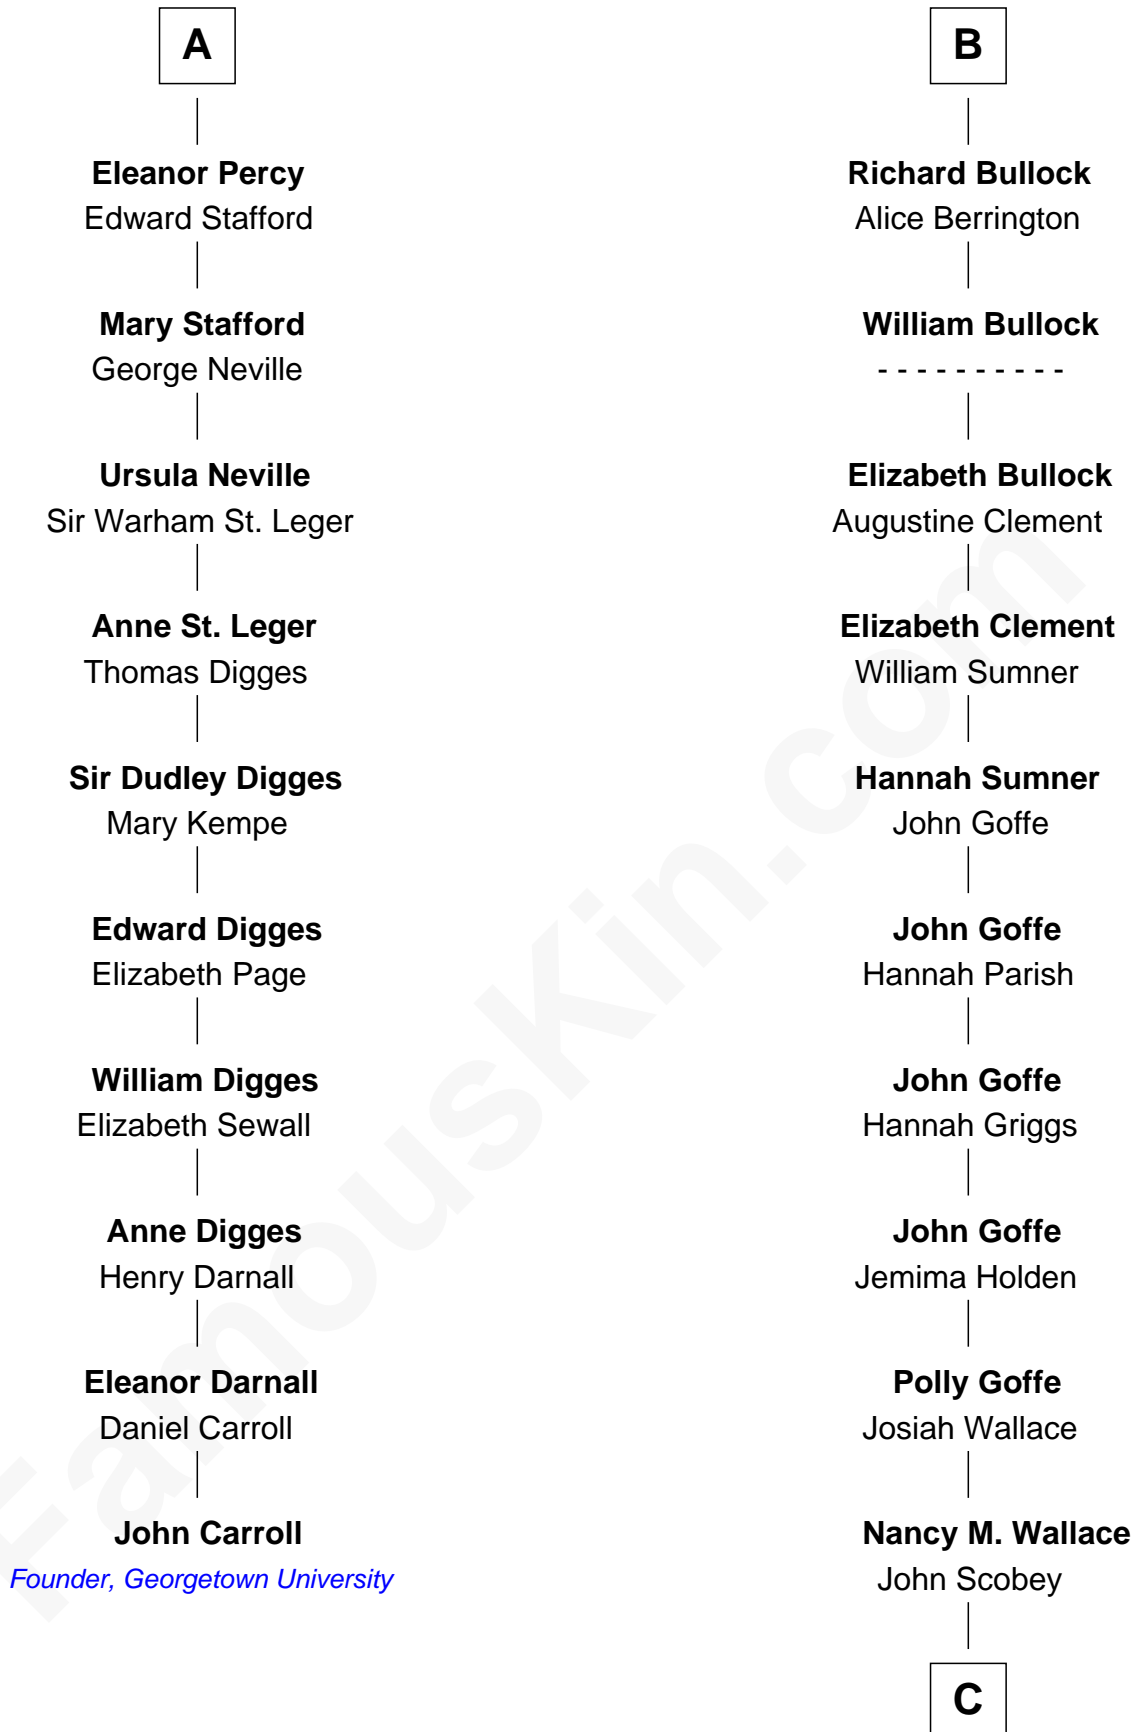 A
Eleanor Percy
Edward Stafford
Mary Stafford
George Neville
Ursula Neville
Sir Warham St. Leger
Anne St. Leger
Thomas Digges
Sir Dudley Digges
Mary Kempe
Edward Digges
Elizabeth Page
William Digges
Elizabeth Sewall
Anne Digges
Henry Darnall
Eleanor Darnall
Daniel Carroll
John Carroll
Founder, Georgetown University
B
Richard Bullock
Alice Berrington
William Bullock
- - - - - - - - - -
Elizabeth Bullock
Augustine Clement
Elizabeth Clement
William Sumner
Hannah Sumner
John Goffe
John Goffe
Hannah Parish
John Goffe
Hannah Griggs
John Goffe
Jemima Holden
Polly Goffe
Josiah Wallace
Nancy M. Wallace
John Scobey
C
FamousKin.com